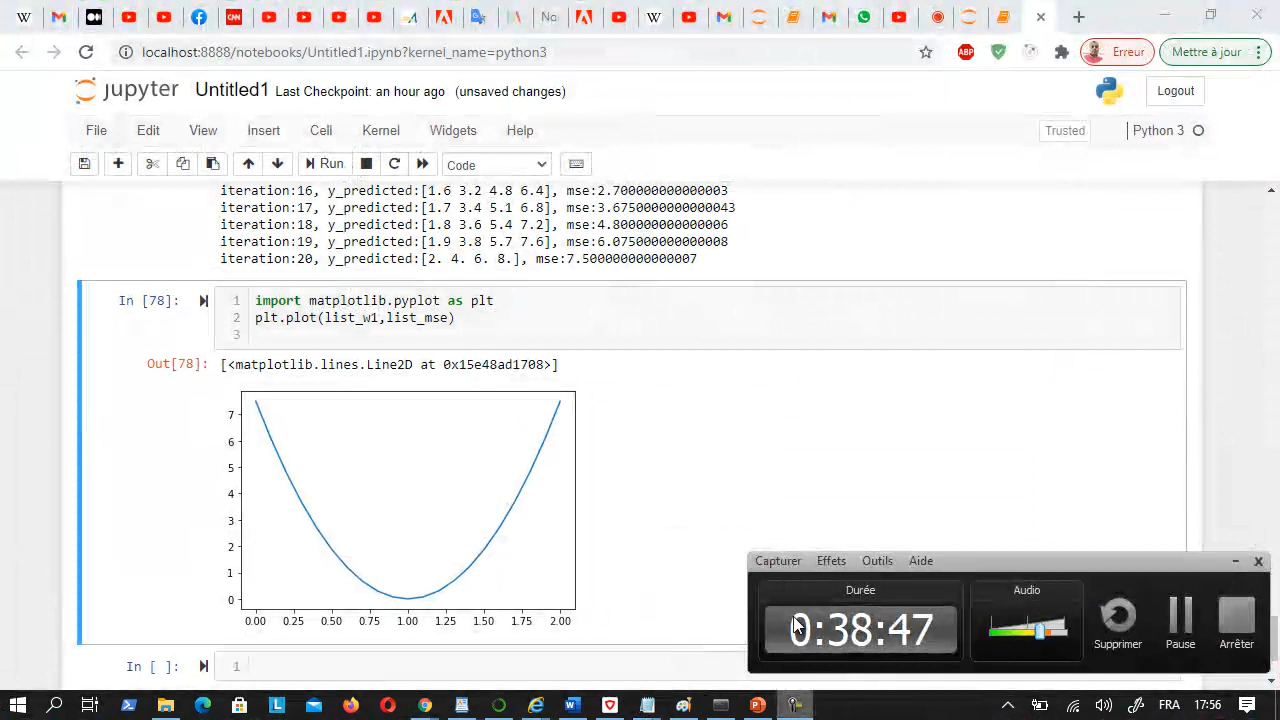 CNN
No
localhost:8888/notebooks/Untitled1.ipynb?kernel_name=python3
ABP
Erreur
Mettre à jour
jupyter Untitled1 Last Checkpoint: an hour ago (unsaved changes)
Logout
File Edit View Insert Cell Kernel Widgets Help
Trusted
Python 3
Run
Code
iteration:16, y_predicted:[1.6 3.2 4.8 6.4], mse:2.700000000000003
iteration:17, y_predicted:[1.7 3.4 5.1 6.8], mse:3.6750000000000043
iteration:18, y_predicted:[1.8 3.6 5.4 7.2], mse:4.800000000000006
iteration:19, y_predicted:[1.9 3.8 5.7 7.6], mse:6.075000000000008
iteration:20, y_predicted:[2. 4. 6. 8.], mse:7.500000000000007
In [78]:
1 import matplotlib.pyplot as plt
2 plt.plot(list_w1,list_mse)
3
Out[78]: [<matplotlib.lines.Line2D at 0x15e48ad1708>]
7
6
5
4
3
2
1
0
0.00 0.25 0.50 0.75 1.00 1.25 1.50 1.75 2.00
In [ ]: 1
Capturer Effets Outils Aide
Durée
0:38:47
Audio
Supprimer
Pause
Arrêter
FRA
17:56